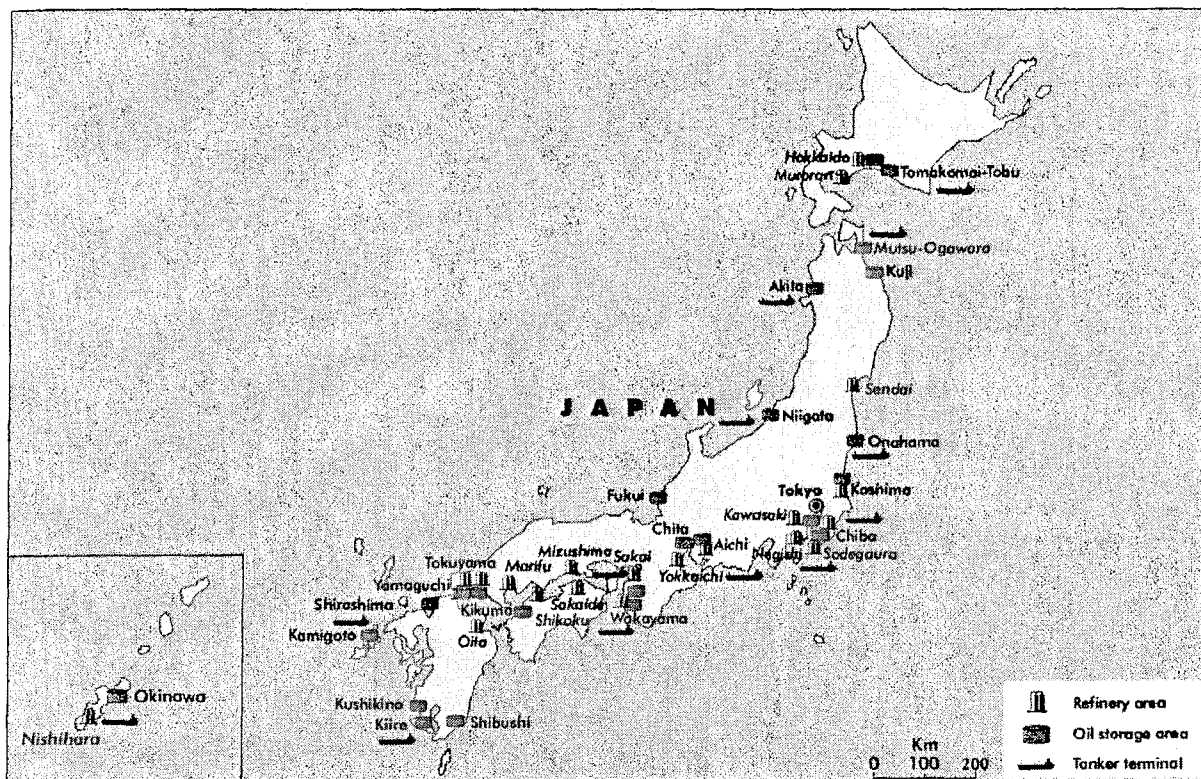 Hokkaido
Muroran
Tomakomai-Tobu
Mutsu-Ogawara
Kuji
Akita
Sendai
J A P A N
Niigata
Onahama
Fukui
Tokyo
Kashima
Kawasaki
Chita
Aichi
Chiba
Negishi
Sodegaura
Mizushima
Sakai
Tokuyama
Marifu
Yokkaichi
Yamaguchi
Shirashima
Kikuma
Sakaide
Shikoku
Wakayama
Kamigoto
Oita
Okinawa
Nishihara
Kushikino
Kiire
Shibushi
Refinery area
Oil storage area
Tanker terminal
Km
0 100 200